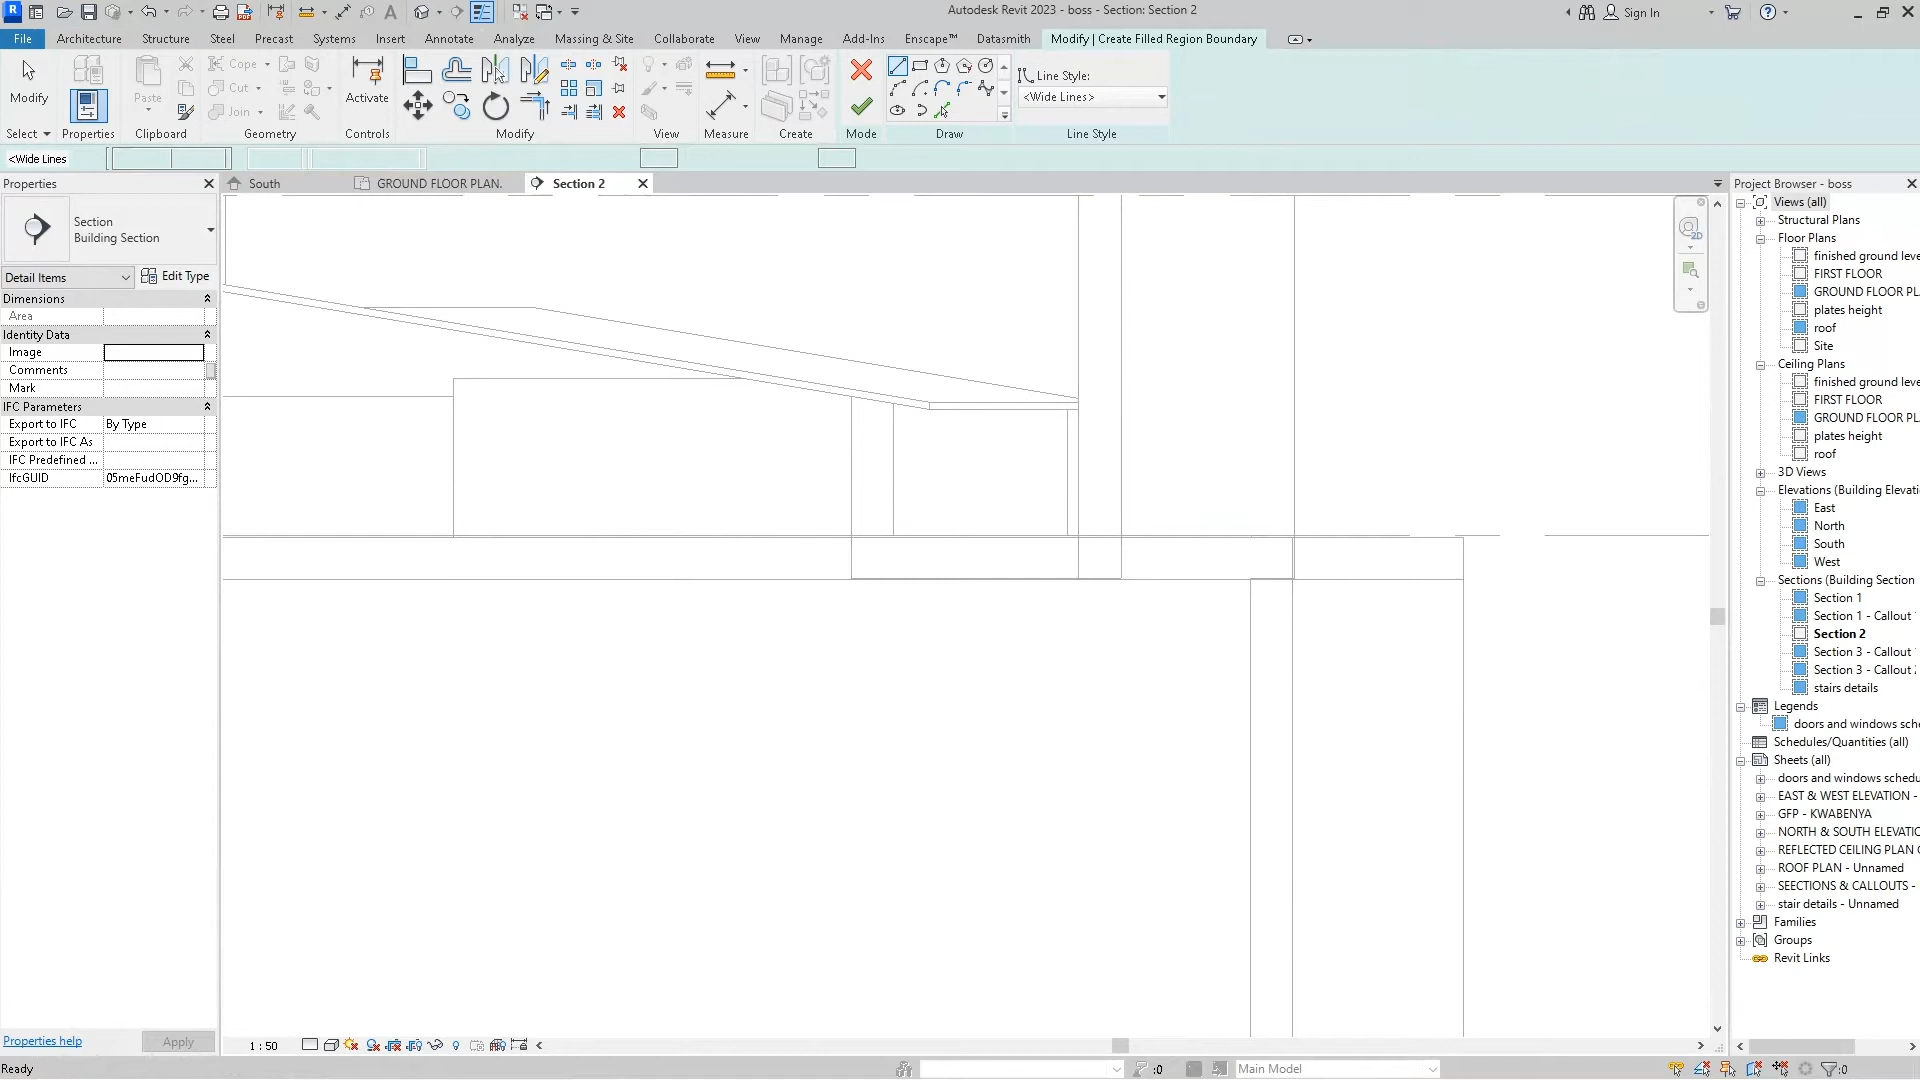 Autodesk Revit 2023 - boss - Section: Section 2
Sign In
File Architecture Structure Steel Precast Systems Insert Annotate Analyze Massing & Site Collaborate View Manage Add-Ins Enscape™ Datasmith Modify | Create Filled Region Boundary
Modify
Paste
Cope
Cut
Join
Activate
Line Style:
<Wide Lines>
Select Properties Clipboard Geometry Controls Modify View Measure Create Mode Draw Line Style
<Wide Lines
Properties
South
GROUND FLOOR PLAN.
Section 2
Project Browser - boss
Section
Building Section
Detail Items
Edit Type
Dimensions
Area
Identity Data
Image
Comments
Mark
IFC Parameters
Export to IFC By Type
Export to IFC As
IFC Predefined ...
IfcGUID 05meFudOD9fg...
Properties help
Apply
2D
Views (all)
Structural Plans
Floor Plans
finished ground leve
FIRST FLOOR
GROUND FLOOR PL
plates height
roof
Site
Ceiling Plans
finished ground leve
FIRST FLOOR
GROUND FLOOR PL
plates height
roof
3D Views
Elevations (Building Elevati
East
North
South
West
Sections (Building Section
Section 1
Section 1 - Callout
Section 2
Section 3 - Callout
Section 3 - Callout
stairs details
Legends
doors and windows sche
Schedules/Quantities (all)
Sheets (all)
doors and windows schedu
EAST & WEST ELEVATION -
GFP - KWABENYA
NORTH & SOUTH ELEVATIO
REFLECTED CEILING PLAN
ROOF PLAN - Unnamed
SEECTIONS & CALLOUTS -
stair details - Unnamed
Families
Groups
Revit Links
1 : 50
Ready
:0
Main Model
:0